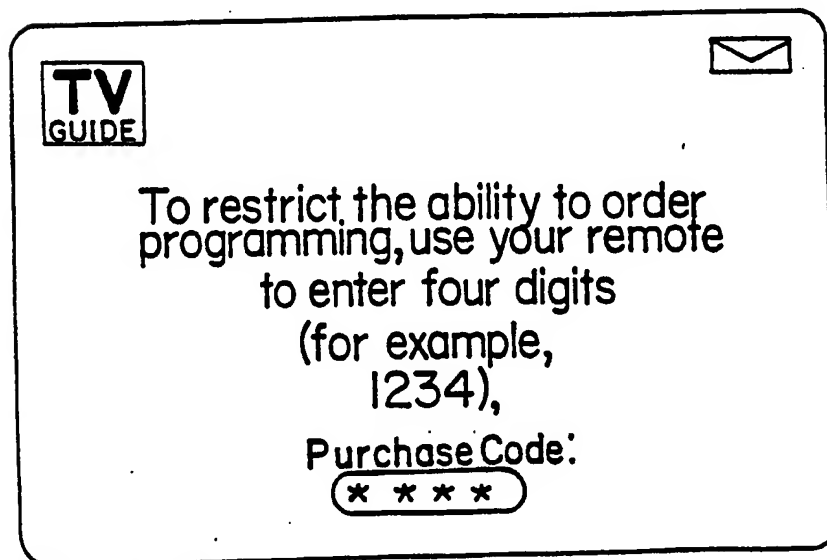 TV
GUIDE
To restrict the ability to order
programming, use your remote
to enter four digits
(for example,
1234),
Purchase Code:
* * * *